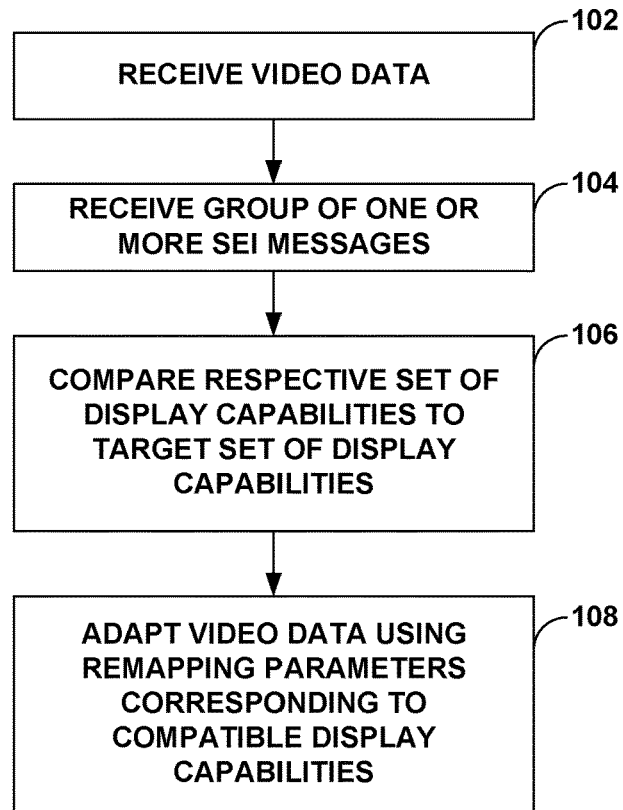 102
RECEIVE VIDEO DATA
104
RECEIVE GROUP OF ONE OR
MORE SEI MESSAGES
106
COMPARE RESPECTIVE SET OF
DISPLAY CAPABILITIES TO
TARGET SET OF DISPLAY
CAPABILITIES
108
ADAPT VIDEO DATA USING
REMAPPING PARAMETERS
CORRESPONDING TO
COMPATIBLE DISPLAY
CAPABILITIES